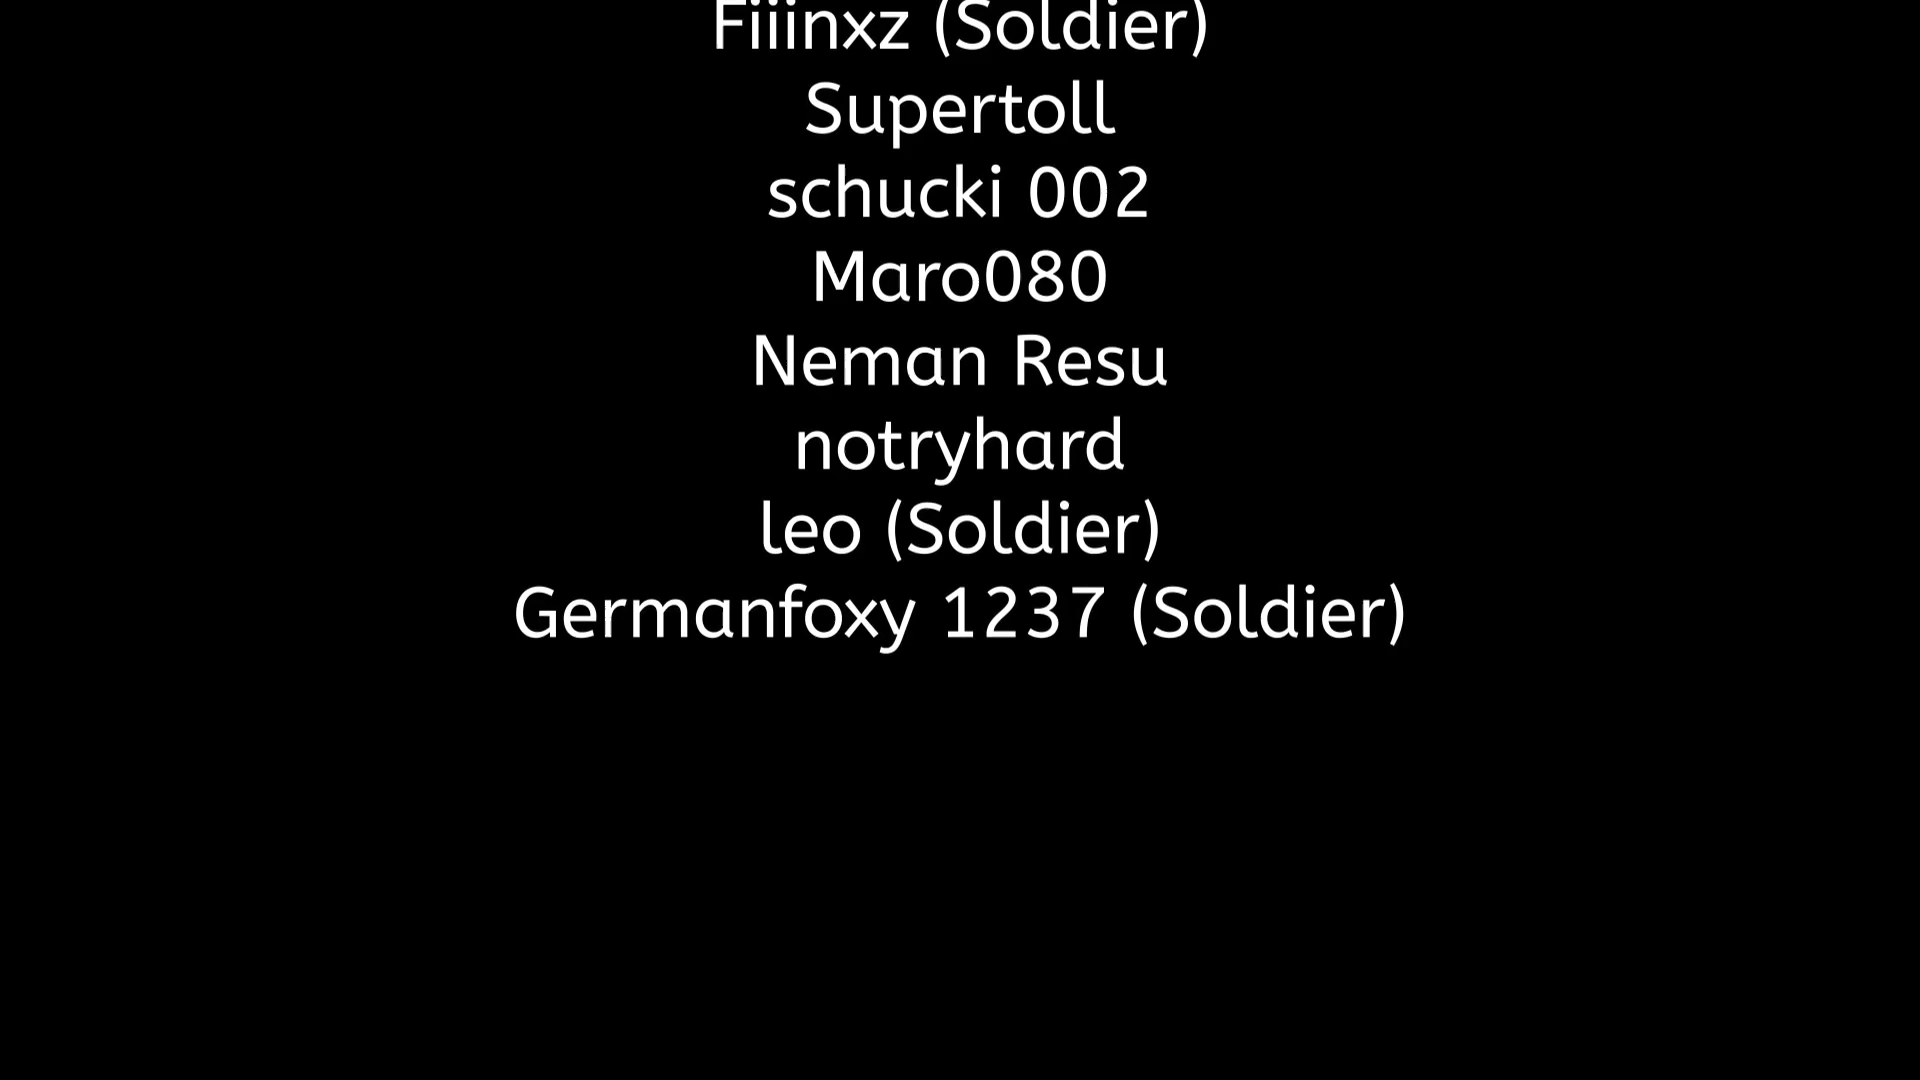 Fiiinxz (Soldier)
Supertoll
schucki 002
Maro080
Neman Resu
notryhard
leo (Soldier)
Germanfoxy 1237 (Soldier)